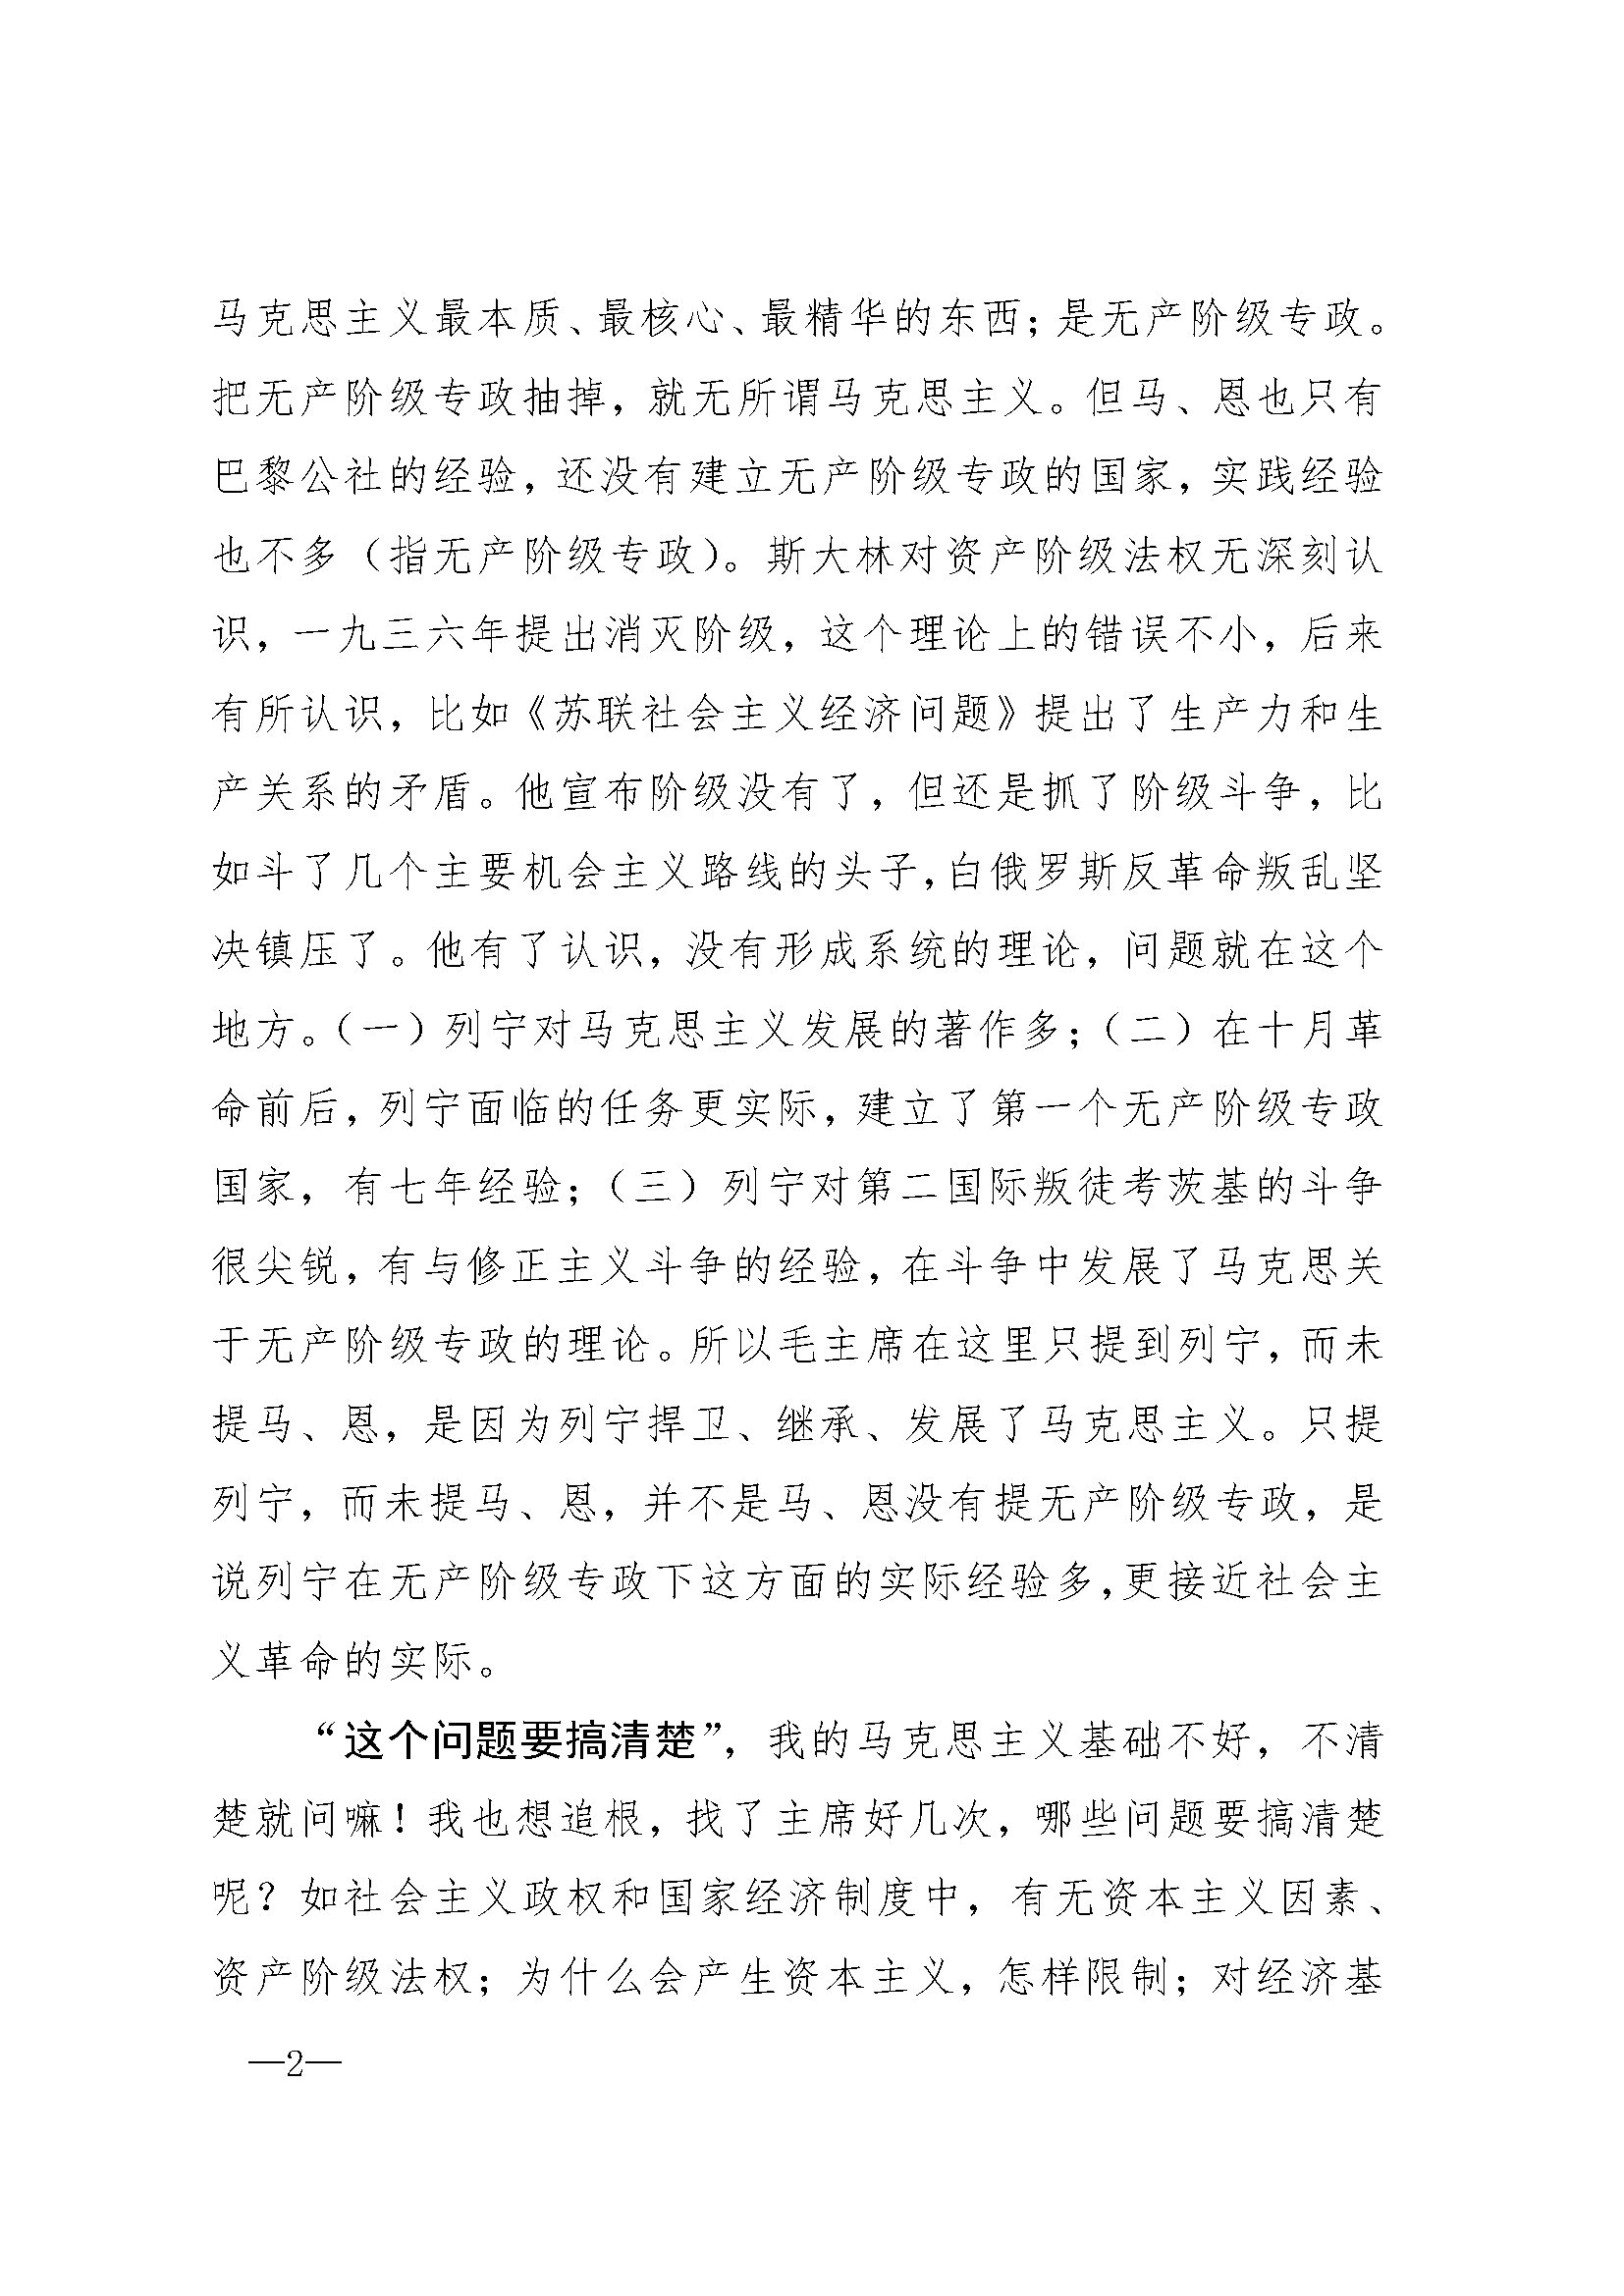 马克思主义最本质、最核心、最精华的东西；是无产阶级专政。
把无产阶级专政抽掉，就无所谓马克思主义。但马、恩也只有
巴黎公社的经验，还没有建立无产阶级专政的国家，实践经验
也不多（指无产阶级专政）。斯大林对资产阶级法权无深刻认
识，一九三六年提出消灭阶级，这个理论上的错误不小，后来
有所认识，比如《苏联社会主义经济问题》提出了生产力和生
产关系的矛盾。他宣布阶级没有了，但还是抓了阶级斗争，比
如斗了几个主要机会主义路线的头子，白俄罗斯反革命叛乱坚
决镇压了。他有了认识，没有形成系统的理论，问题就在这个
地方。（一）列宁对马克思主义发展的著作多；（二）在十月革
命前后，列宁面临的任务更实际，建立了第一个无产阶级专政
国家，有七年经验；（三）列宁对第二国际叛徒考茨基的斗争
很尖锐，有与修正主义斗争的经验，在斗争中发展了马克思关
于无产阶级专政的理论。所以毛主席在这里只提到列宁，而未
提马、恩，是因为列宁捍卫、继承、发展了马克思主义。只提
列宁，而未提马、恩，并不是马、恩没有提无产阶级专政，是
说列宁在无产阶级专政下这方面的实际经验多，更接近社会主
义革命的实际。
“这个问题要搞清楚”，我的马克思主义基础不好，不清
楚就问嘛！我也想追根，找了主席好几次，哪些问题要搞清楚
呢？如社会主义政权和国家经济制度中，有无资本主义因素、
资产阶级法权；为什么会产生资本主义，怎样限制；对经济基
—2—